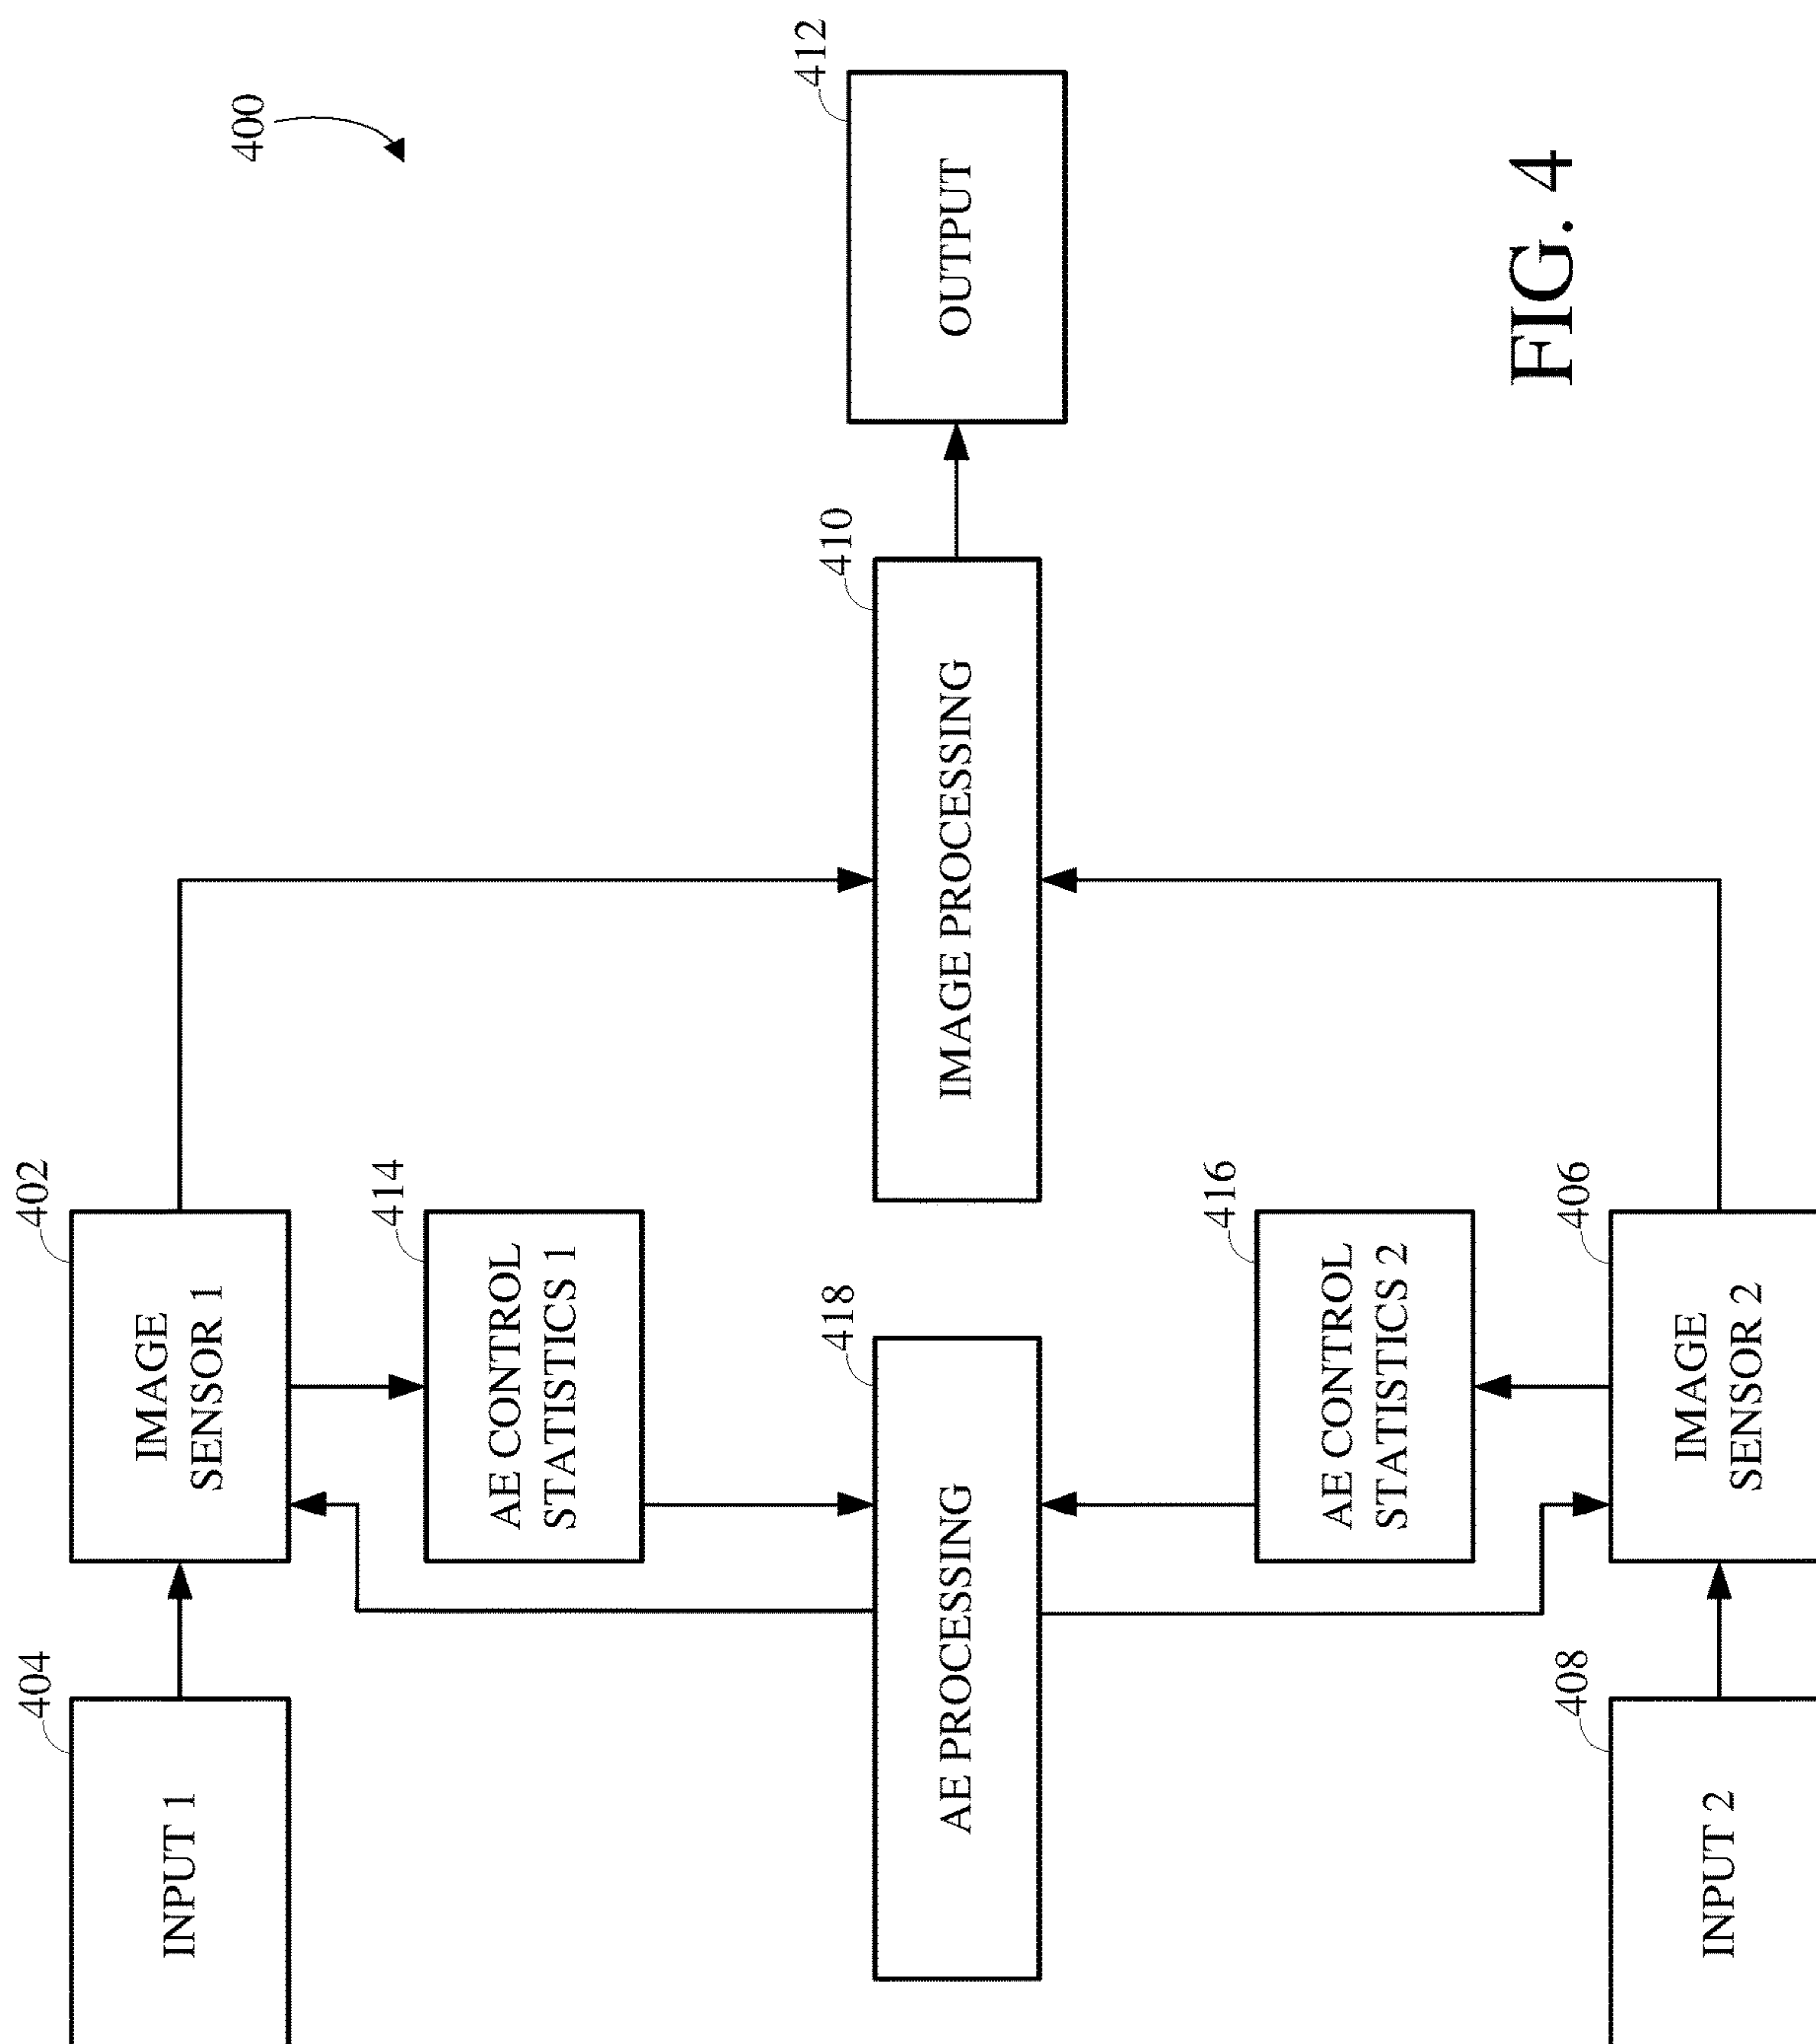 400
404
INPUT 1
402
IMAGE
SENSOR 1
414
AE CONTROL
STATISTICS 1
418
AE PROCESSING
410
IMAGE PROCESSING
412
OUTPUT
416
AE CONTROL
STATISTICS 2
408
INPUT 2
406
IMAGE
SENSOR 2
FIG. 4